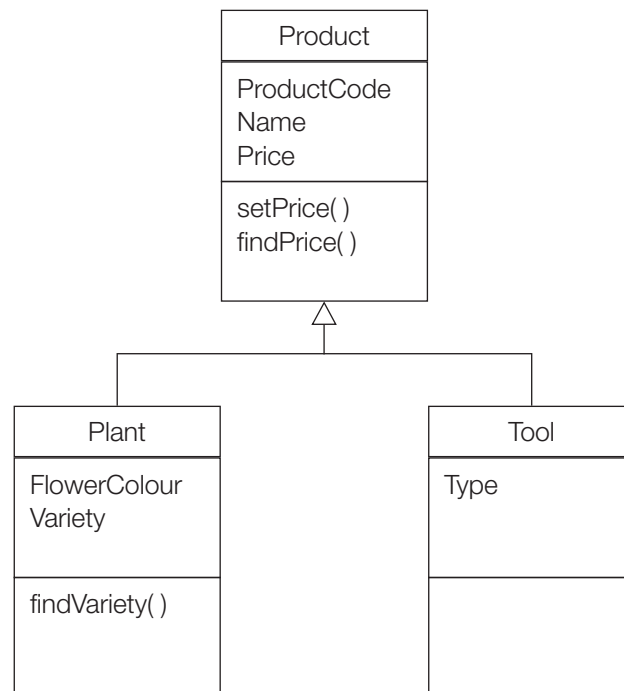 Product
ProductCode
Name
Price
setPrice( )
findPrice( )
Plant
FlowerColour
Variety
findVariety( )
Tool
Type